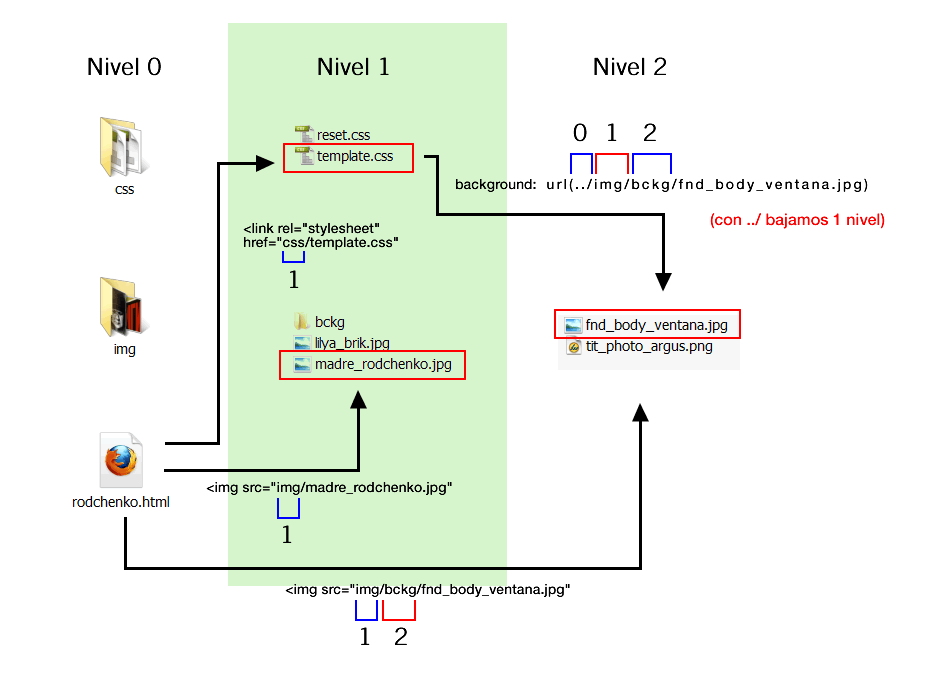 Nivel 0
Nivel 1
Nivel 2
css
reset.css
template.css
0 1 2
background: url(../img/bckg/fnd_body_ventana.jpg)
(con ../ bajamos 1 nivel)
<link rel="stylesheet"
href="css/template.css"
1
img
bckg
lilya_brik.jpg
madre_rodchenko.jpg
fnd_body_ventana.jpg
tit_photo_argus.png
rodchenko.html
<img src="img/madre_rodchenko.jpg"
1
<img src="img/bckg/fnd_body_ventana.jpg"
1 2